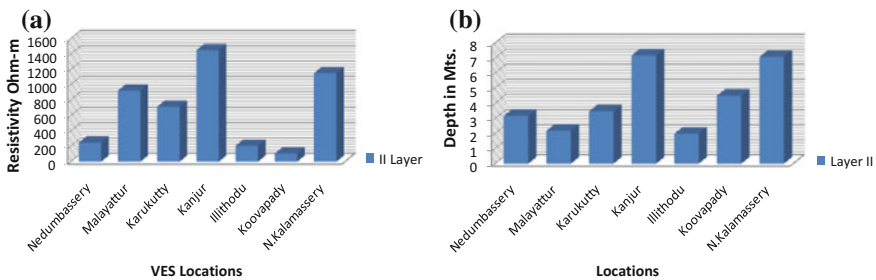 (a)
Resistivity Ohm-m
1600
1400
1200
1000
800
600
400
200
0
Nedumbassery
Malayattur
Karukutty
Kanjur
Illithodu
Koovapady
N.Kalamassery
II Layer
VES Locations
(b)
Depth in Mts.
8
7
6
5
4
3
2
1
0
Nedumbassery
Malayattur
Karukutty
Kanjur
Illithodu
Koovapady
N.Kalamassery
Layer II
Locations